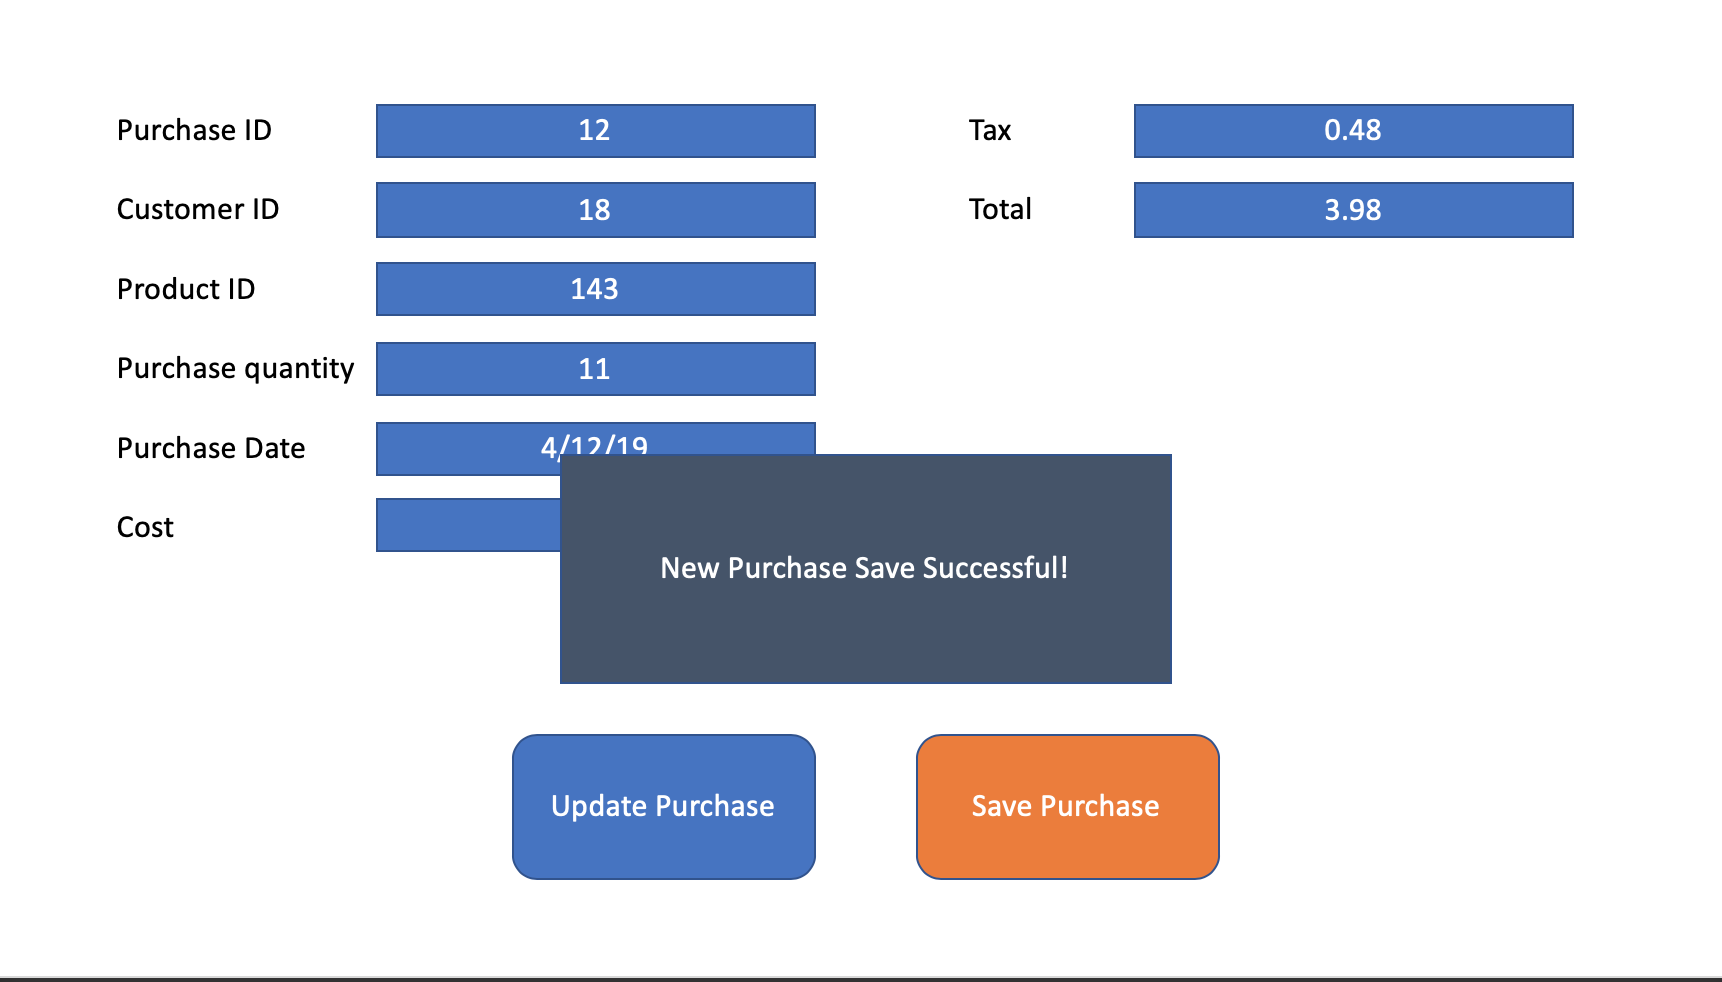 Purchase ID 12
Customer ID 18
Product ID 143
Purchase quantity 11
Purchase Date 4/12/19
Cost
Tax 0.48
Total 3.98
New Purchase Save Successful!
Update Purchase
Save Purchase